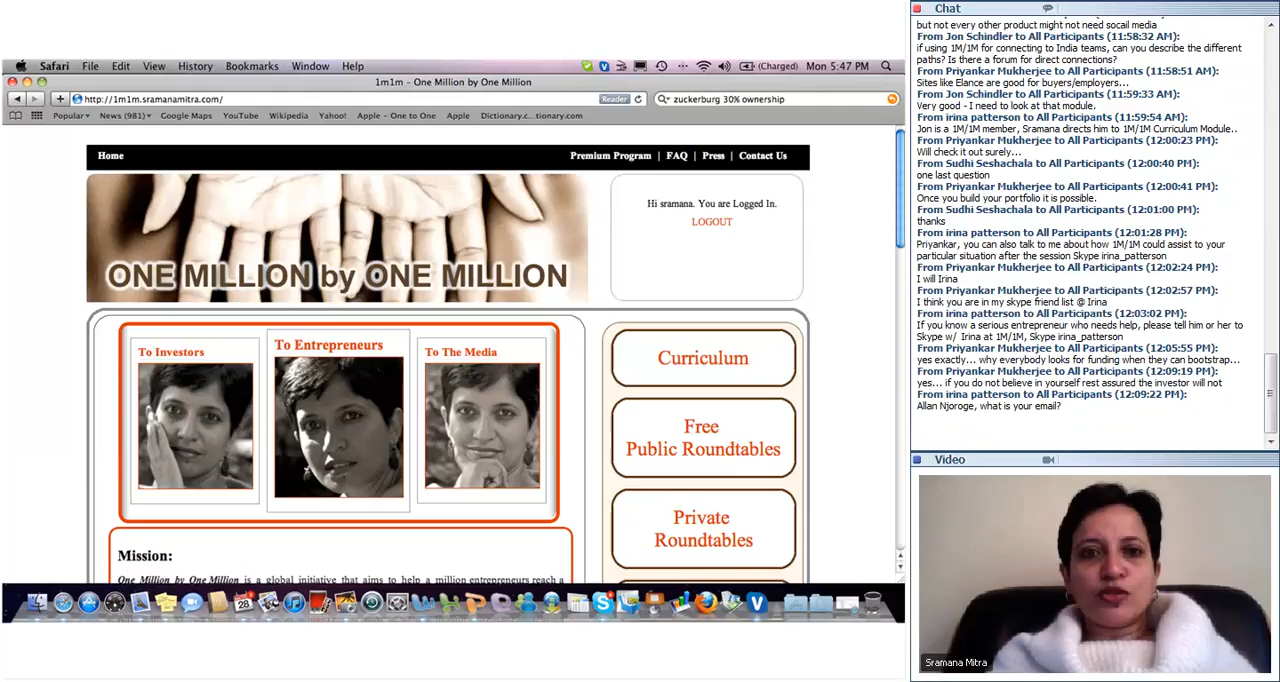 Safari File Edit View History Bookmarks Window Help
(Charged) Mon 5:47 PM
1m1m - One Million by One Million
http://1m1m.sramanamitra.com/
Reader
zuckerburg 30% ownership
Popular News (981) Google Maps YouTube Wikipedia Yahoo! Apple - One to One Apple Dictionary.c...tionary.com
Home
Premium Program | FAQ | Press | Contact Us
ONE MILLION by ONE MILLION
Hi sramana. You are Logged In.
LOGOUT
To Investors
To Entrepreneurs
To The Media
Curriculum
Free
Public Roundtables
Private
Roundtables
Mission:
One Million by One Million is a global initiative that aims to help a million entrepreneurs reach a
28
Chat
but not every other product might not need socail media
From Jon Schindler to All Participants (11:58:32 AM):
if using 1M/1M for connecting to India teams, can you describe the different
paths? Is there a forum for direct connections?
From Priyankar Mukherjee to All Participants (11:58:51 AM):
Sites like Elance are good for buyers/employers...
From Jon Schindler to All Participants (11:59:33 AM):
Very good - I need to look at that module.
From irina patterson to All Participants (11:59:54 AM):
Jon is a 1M/1M member, Sramana directs him to 1M/1M Curriculum Module..
From Priyankar Mukherjee to All Participants (12:00:23 PM):
Will check it out surely...
From Sudhi Seshachala to All Participants (12:00:40 PM):
one last question
From Priyankar Mukherjee to All Participants (12:00:41 PM):
Once you build your portfolio it is possible.
From Sudhi Seshachala to All Participants (12:01:00 PM):
thanks
From irina patterson to All Participants (12:01:28 PM):
Priyankar, you can also talk to me about how 1M/1M could assist to your
particular situation after the session Skype irina_patterson
From Priyankar Mukherjee to All Participants (12:02:24 PM):
I will Irina
From Priyankar Mukherjee to All Participants (12:02:57 PM):
I think you are in my skype friend list @ Irina
From irina patterson to All Participants (12:03:02 PM):
If you know a serious entrepreneur who needs help, please tell him or her to
Skype w/ Irina at 1M/1M, Skype irina_patterson
From Priyankar Mukherjee to All Participants (12:05:55 PM):
yes exactly... why everybody looks for funding when they can bootstrap...
From Priyankar Mukherjee to All Participants (12:09:19 PM):
yes... if you do not believe in yourself rest assured the investor will not
From irina patterson to All Participants (12:09:22 PM):
Allan Njoroge, what is your email?
Video
Sramana Mitra